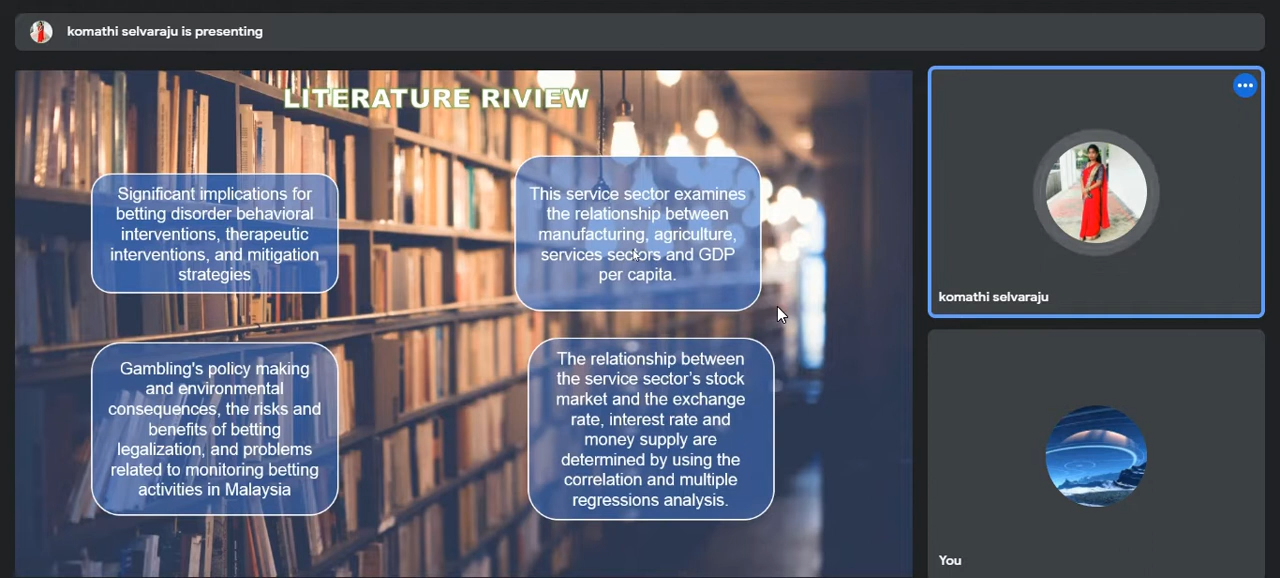 komathi selvaraju is presenting
LITERATURE RIVIEW
Significant implications for
betting disorder behavioral
interventions, therapeutic
interventions, and mitigation
strategies
This service sector examines
the relationship between
manufacturing, agriculture,
services sectors and GDP
per capita.
Gambling's policy making
and environmental
consequences, the risks and
benefits of betting
legalization, and problems
related to monitoring betting
activities in Malaysia
The relationship between
the service sector's stock
market and the exchange
rate, interest rate and
money supply are
determined by using the
correlation and multiple
regressions analysis.
komathi selvaraju
You